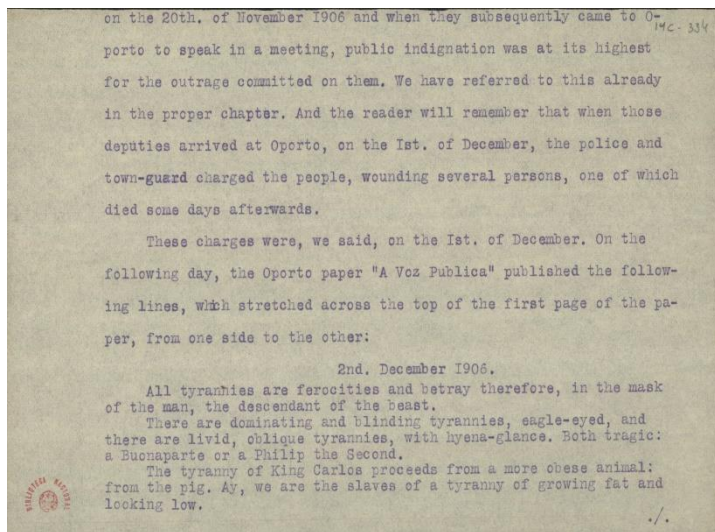 on the 20th. of November I906 and when they subsequently came to O-
14C - 334
porto to speak in a meeting, public indignation was at its highest
for the outrage committed on them. We have referred to this already
in the proper chapter. And the reader will remember that when those
deputies arrived at Oporto, on the Ist. of December, the police and
town-guard charged the people, wounding several persons, one of which
died some days afterwards.
These charges were, we said, on the Ist. of December. On the
following day, the Oporto paper "A Voz Publica" published the follow-
ing lines, which stretched across the top of the first page of the pa-
per, from one side to the other:
2nd. December I906.
All tyrannies are ferocities and betray therefore, in the mask
of the man, the descendant of the beast.
There are dominating and blinding tyrannies, eagle-eyed, and
there are livid, oblique tyrannies, with hyena-glance. Both tragic:
a Buonaparte or a Philip the Second.
The tyranny of King Carlos proceeds from a more obese animal:
from the pig. Ay, we are the slaves of a tyranny of growing fat and
looking low.
BIBLIOTECA NACIONAL
./.